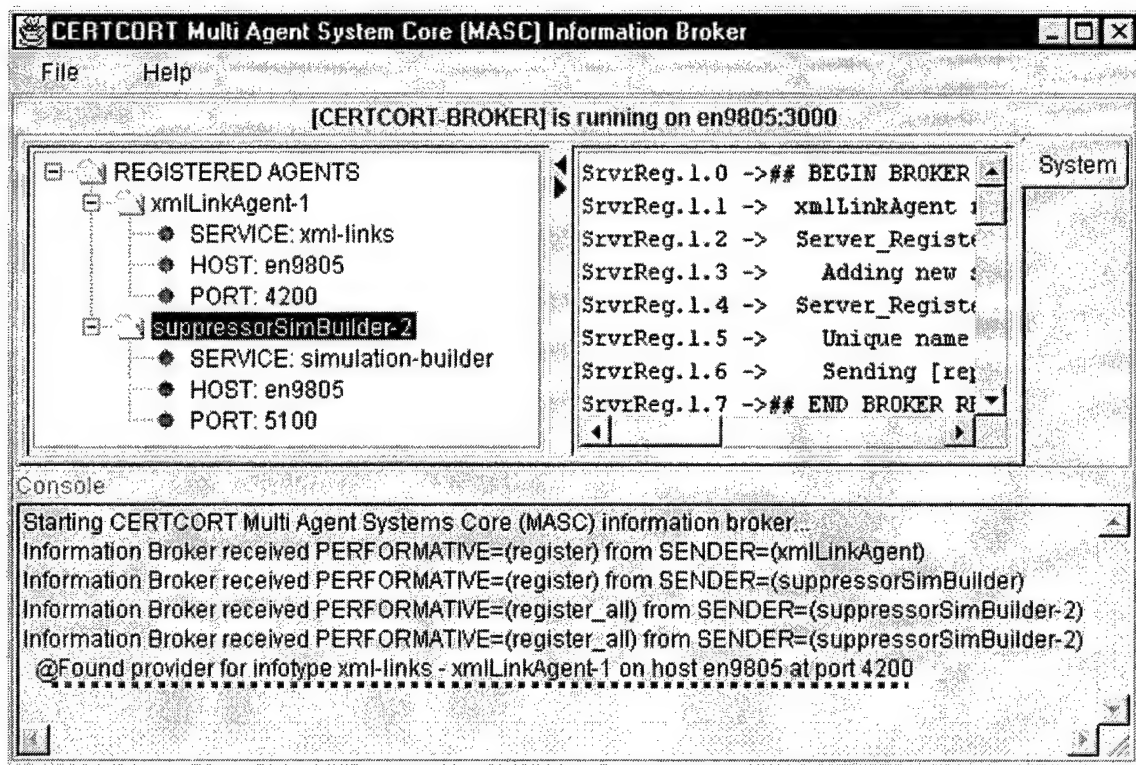 CERTCORT Multi Agent System Core (MASC) Information Broker
File Help
[CERTCORT-BROKER] is running on en9805:3000
REGISTERED AGENTS
xmlLinkAgent-1
SERVICE: xml-links
HOST: en9805
PORT: 4200
suppressorSimBuilder-2
SERVICE: simulation-builder
HOST: en9805
PORT: 5100
SrvrReg.1.0 ->## BEGIN BROKER
SrvrReg.1.1 -> xmlLinkAgent
SrvrReg.1.2 ->
SrvrReg.1.3 -> Adding new
SrvrReg.1.4 ->
SrvrReg.1.5 -> Unique name
SrvrReg.1.6 -> Sending
SrvrReg.1.7 ->## END BROKER
System
Console
Starting CERTCORT Multi Agent Systems Core (MASC) information broker...
Information Broker received PERFORMATIVE=(register) from SENDER=(xmlLinkAgent)
Information Broker received PERFORMATIVE=(register) from SENDER=(suppressorSimBuilder)
Information Broker received PERFORMATIVE=(register_all) from SENDER=(suppressorSimBuilder-2)
Information Broker received PERFORMATIVE=(register_all) from SENDER=(suppressorSimBuilder-2)
@Found provider for infotype xml-links - xmlLinkAgent-1 on host en9805 at port 4200